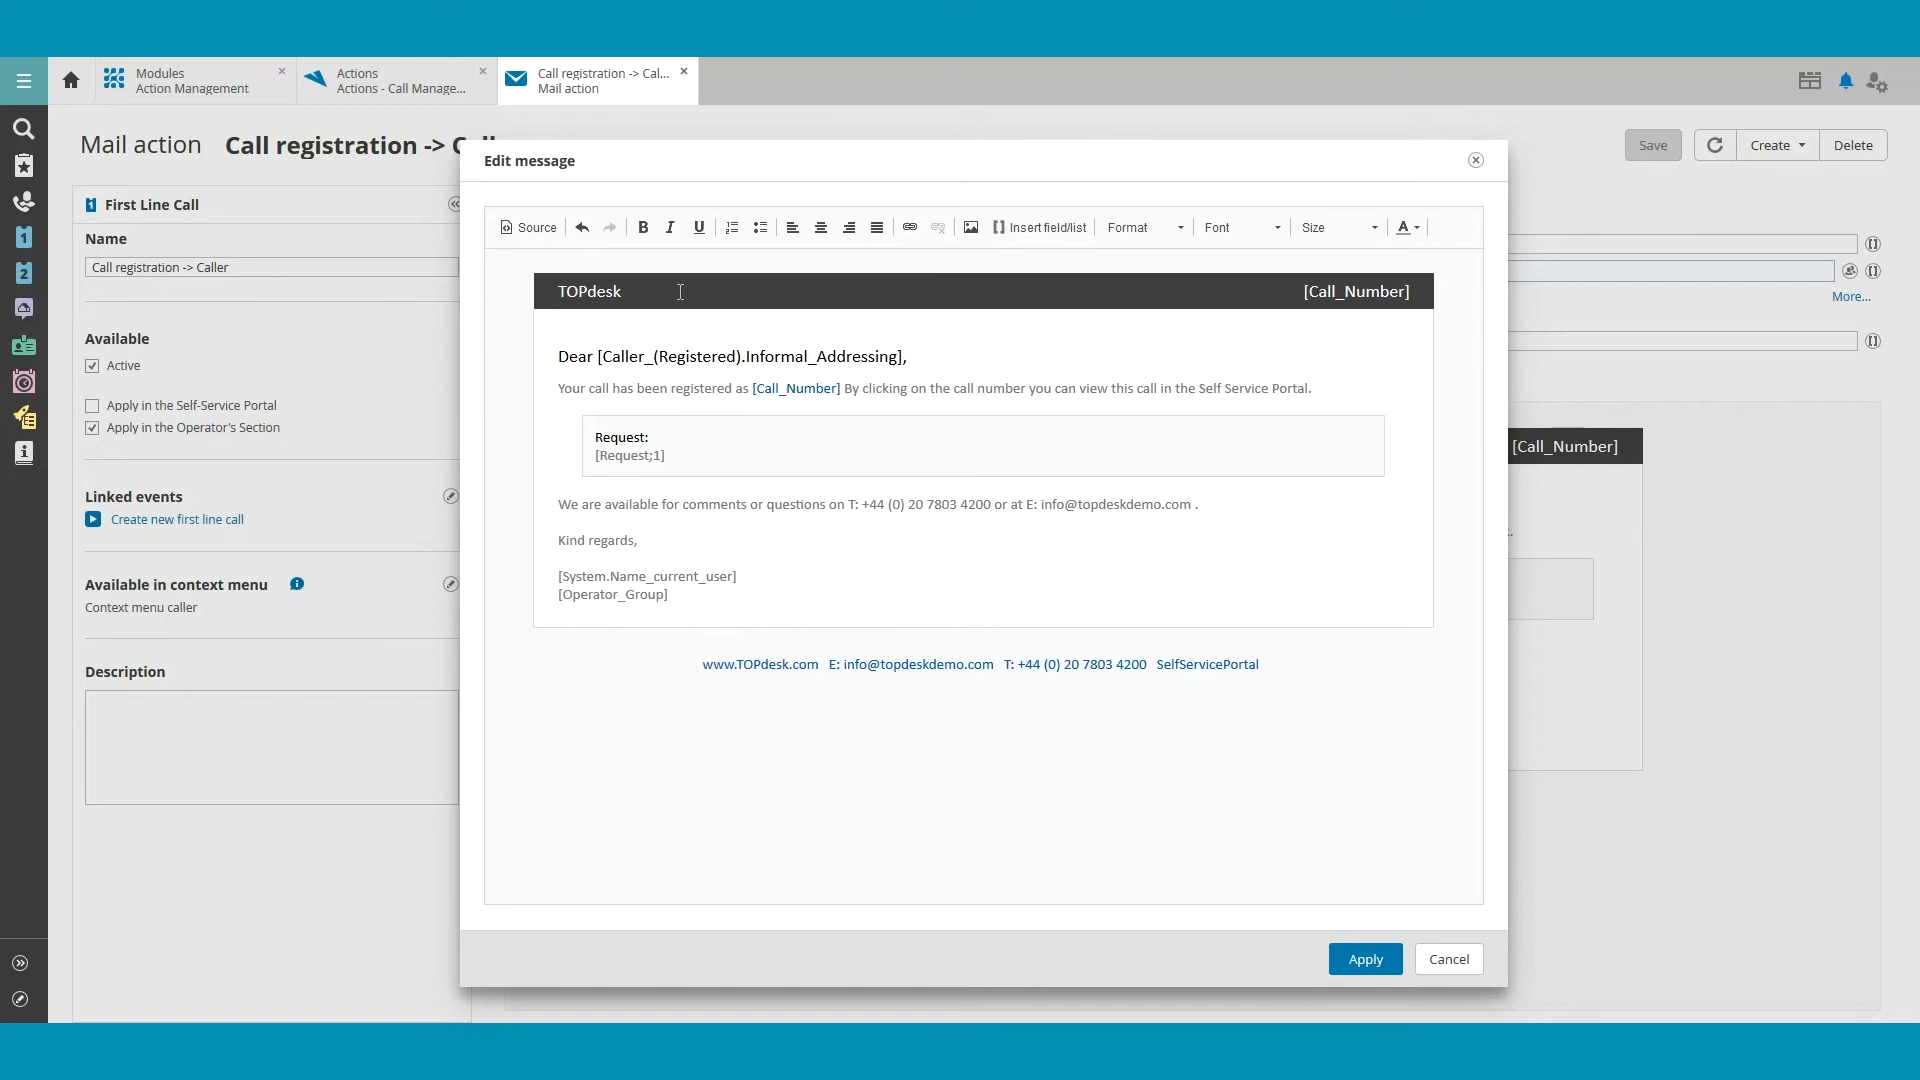 Modules
Action Management
Actions
Actions - Call Manage...
Call registration -> Cal...
Mail action
Mail action
Call registration -> Caller
Save
Create
Delete
First Line Call
Name
Call registration -> Caller
Available
Active
Apply in the Self-Service Portal
Apply in the Operator's Section
Linked events
Create new first line call
Available in context menu
Context menu caller
Description
Edit message
Source
B
I
U
Insert field/list
Format
Font
Size
A
TOPdesk
[Call_Number]
Dear [Caller_(Registered).Informal_Addressing],
Your call has been registered as [Call_Number] By clicking on the call number you can view this call in the Self Service Portal.
Request:
[Request;1]
We are available for comments or questions on T: +44 (0) 20 7803 4200 or at E: info@topdeskdemo.com .
Kind regards,
[System.Name_current_user]
[Operator_Group]
www.TOPdesk.com E: info@topdeskdemo.com T: +44 (0) 20 7803 4200 SelfServicePortal
Apply
Cancel
More...
[Call_Number]
1
2